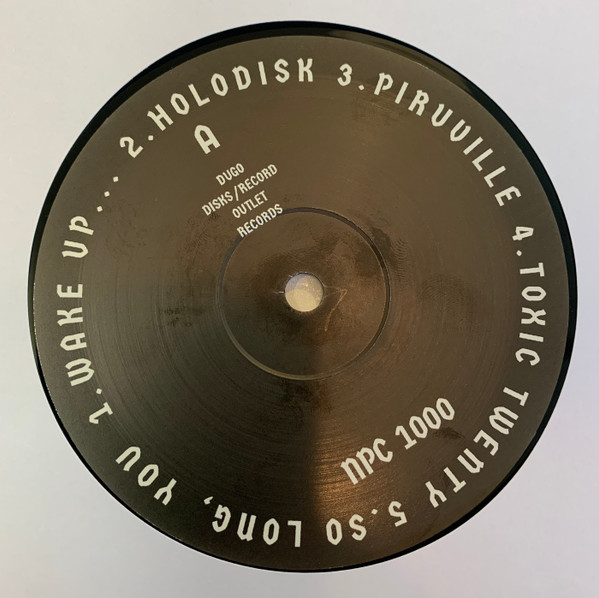 1.WAKE UP... 2.HOLODISK 3.PIRUVILLE 4.TOXIC TWENTY 5.SO LONG, YOU
A
DUGO
DISKS/RECORD
OUTLET
RECORDS
NPC 1000